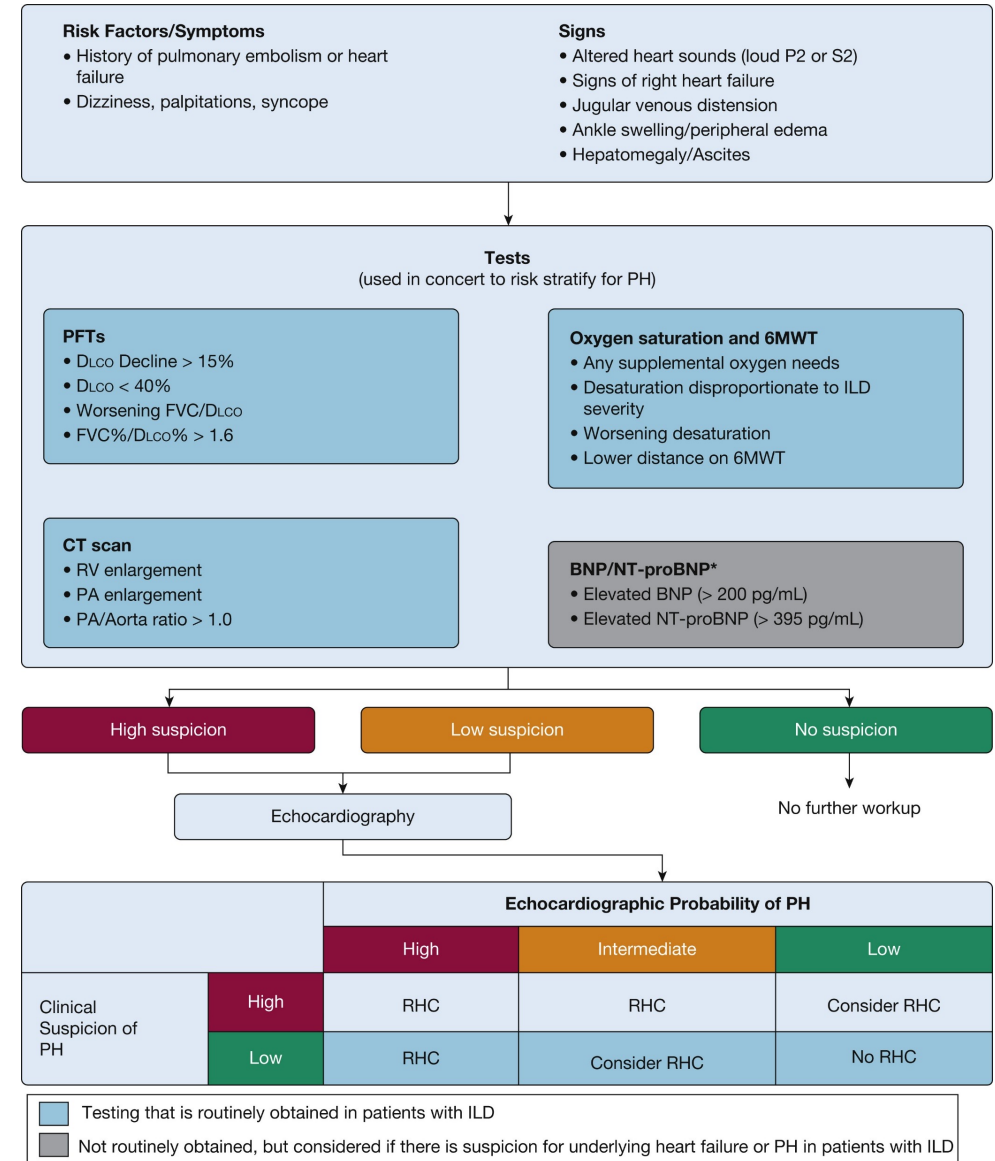 Risk Factors/Symptoms
• History of pulmonary embolism or heart
failure
• Dizziness, palpitations, syncope
Signs
• Altered heart sounds (loud P2 or S2)
• Signs of right heart failure
• Jugular venous distension
• Ankle swelling/peripheral edema
• Hepatomegaly/Ascites
Tests
(used in concert to risk stratify for PH)
PFTs
• DLCO Decline > 15%
• DLCO < 40%
• Worsening FVC/DLCO
• FVC%/DLCO% > 1.6
Oxygen saturation and 6MWT
• Any supplemental oxygen needs
• Desaturation disproportionate to ILD
severity
• Worsening desaturation
• Lower distance on 6MWT
CT scan
• RV enlargement
• PA enlargement
• PA/Aorta ratio > 1.0
BNP/NT-proBNP*
• Elevated BNP (> 200 pg/mL)
• Elevated NT-proBNP (> 395 pg/mL)
High suspicion
Low suspicion
No suspicion
Echocardiography
No further workup
Echocardiographic Probability of PH
High
Intermediate
Low
Clinical
Suspicion of
PH
High
RHC
RHC
Consider RHC
Low
RHC
Consider RHC
No RHC
Testing that is routinely obtained in patients with ILD
Not routinely obtained, but considered if there is suspicion for underlying heart failure or PH in patients with ILD